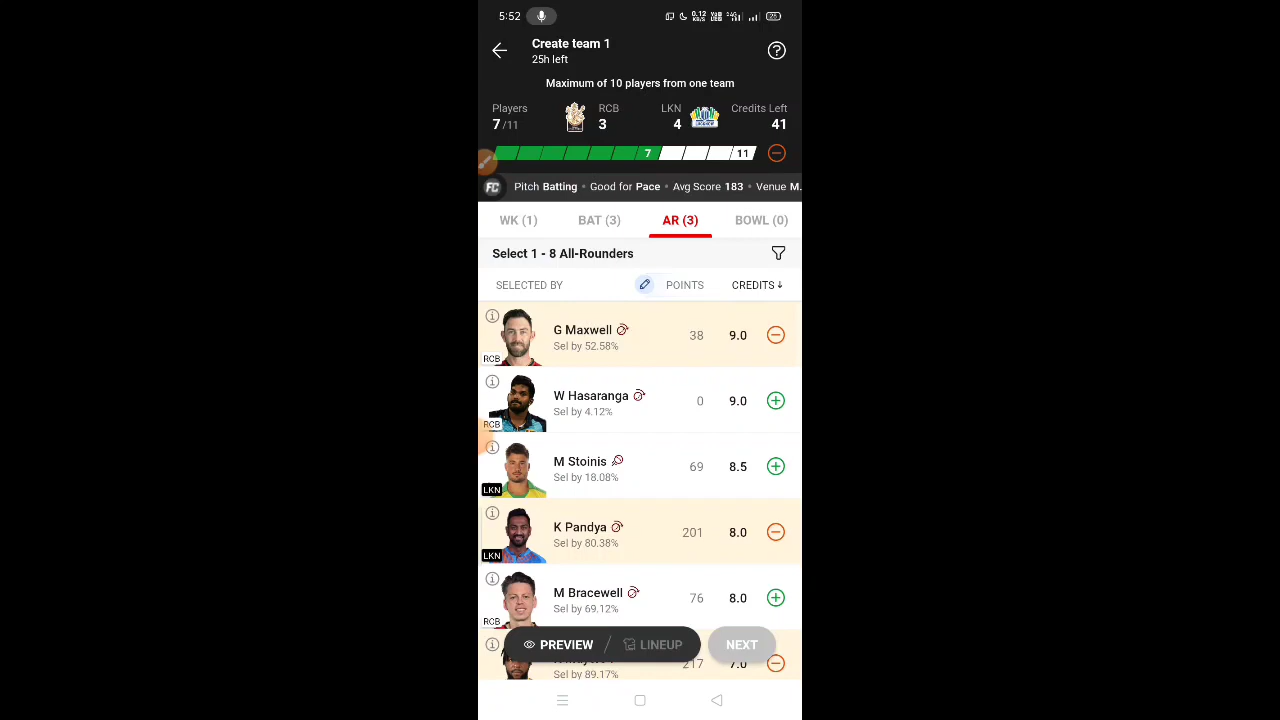 5:52
0.12 KB/S
25
Create team 1
25h left
Maximum of 10 players from one team
Players RCB LKN Credits Left
7 /11 3 4 41
7 11
FC Pitch Batting • Good for Pace • Avg Score 183 • Venue M.
WK (1) BAT (3) AR (3) BOWL (0)
Select 1 - 8 All-Rounders
SELECTED BY POINTS CREDITS↓
G Maxwell
Sel by 52.58%
38 9.0
RCB
W Hasaranga
Sel by 4.12%
0 9.0
RCB
M Stoinis
Sel by 18.08%
69 8.5
LKN
K Pandya
Sel by 80.38%
201 8.0
LKN
M Bracewell
Sel by 69.12%
76 8.0
RCB
PREVIEW LINEUP NEXT
217 7.0
Sel by 89.17%